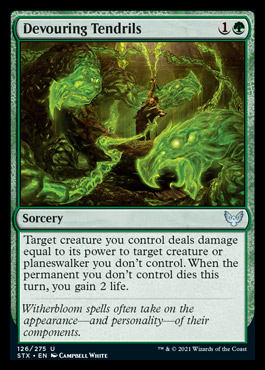 Devouring Tendrils 1
Sorcery
Target creature you control deals damage
equal to its power to target creature or
planeswalker you don't control. When the
permanent you don't control dies this
turn, you gain 2 life.
Witherbloom spells often take on the
appearance—and personality—of their
components.
126/275 U
STX • EN CAMPBELL WHITE ™ & © 2021 Wizards of the Coast